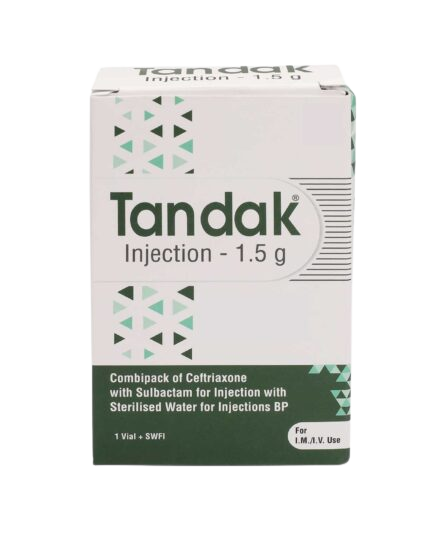 Tandak
Injection - 1.5 g
Tandak®
Injection - 1.5 g
Combipack of Ceftriaxone
with Sulbactam for Injection with
Sterilised Water for Injections BP
1 Vial + SWFI
For
I.M./I.V. Use